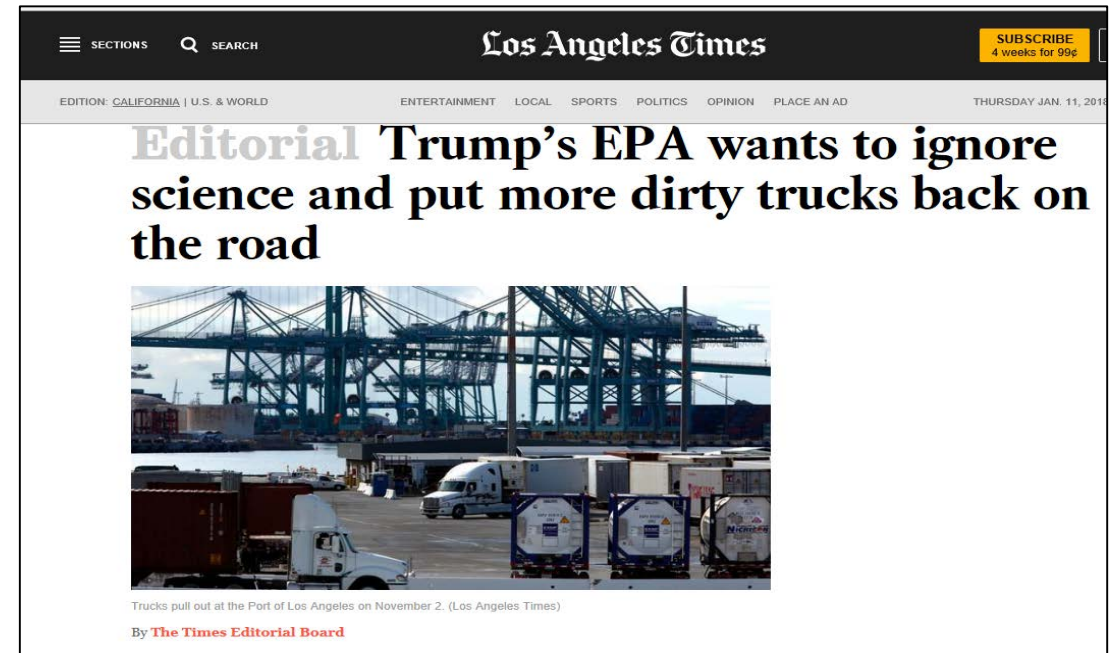 SECTIONS SEARCH Los Angeles Times SUBSCRIBE
4 weeks for 99¢
EDITION: CALIFORNIA | U.S. & WORLD ENTERTAINMENT LOCAL SPORTS POLITICS OPINION PLACE AN AD THURSDAY JAN. 11, 2018
Editorial Trump's EPA wants to ignore
science and put more dirty trucks back on
the road
Trucks pull out at the Port of Los Angeles on November 2. (Los Angeles Times)
By The Times Editorial Board